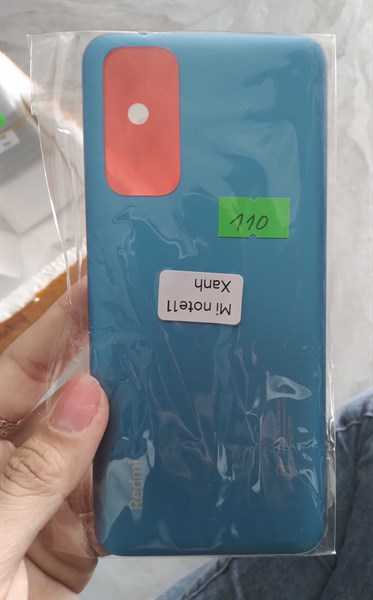 110
Mi note11
Xanh
Redmi